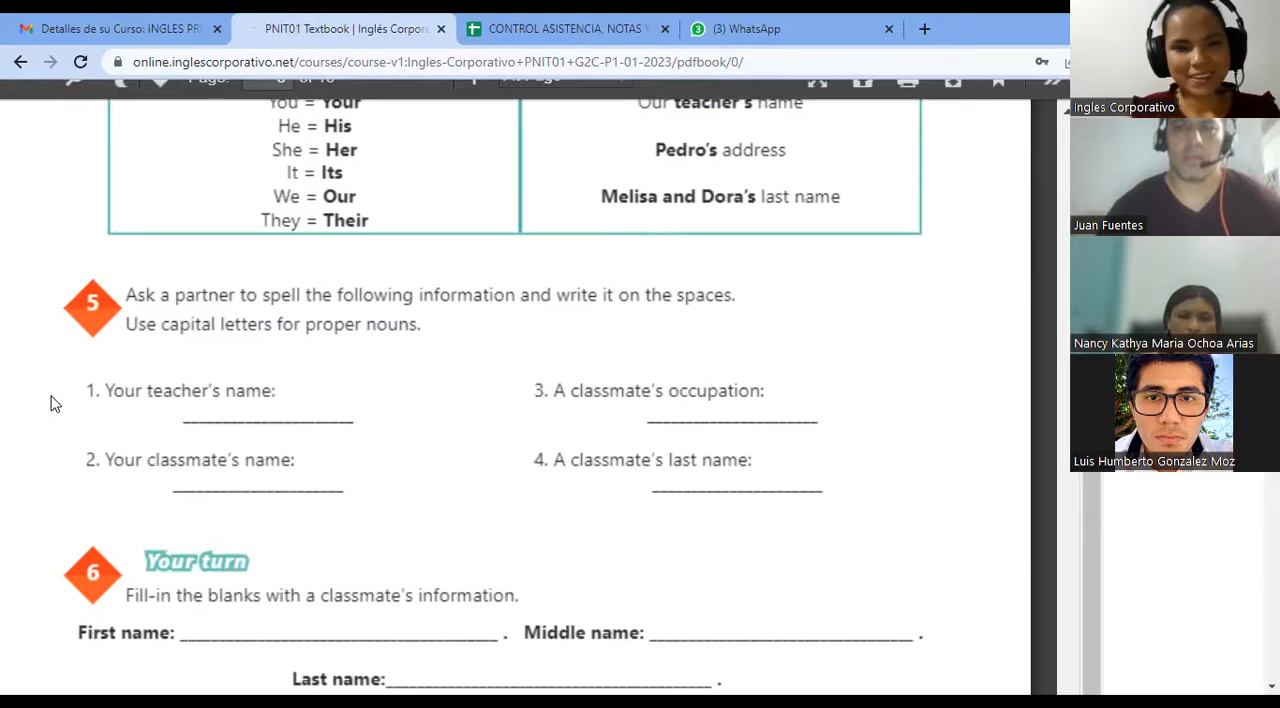 Detalles de su Curso: INGLES PR
PNIT01 Textbook | Inglés Corpora
CONTROL ASISTENCIA, NOTAS Y
3 (3) WhatsApp
online.inglescorporativo.net/courses/course-v1:Ingles-Corporativo+PNIT01+G2C-P1-01-2023/pdfbook/0/
You = Your
He = His
She = Her
It = Its
We = Our
They = Their
Our teacher's name
Pedro's address
Melisa and Dora's last name
5
Ask a partner to spell the following information and write it on the spaces.
Use capital letters for proper nouns.
1. Your teacher's name:
2. Your classmate's name:
3. A classmate's occupation:
4. A classmate's last name:
6
Your turn
Fill-in the blanks with a classmate's information.
First name: . Middle name: .
Last name: .
Ingles Corporativo
Juan Fuentes
Nancy Kathya Maria Ochoa Arias
Luis Humberto Gonzalez Moz